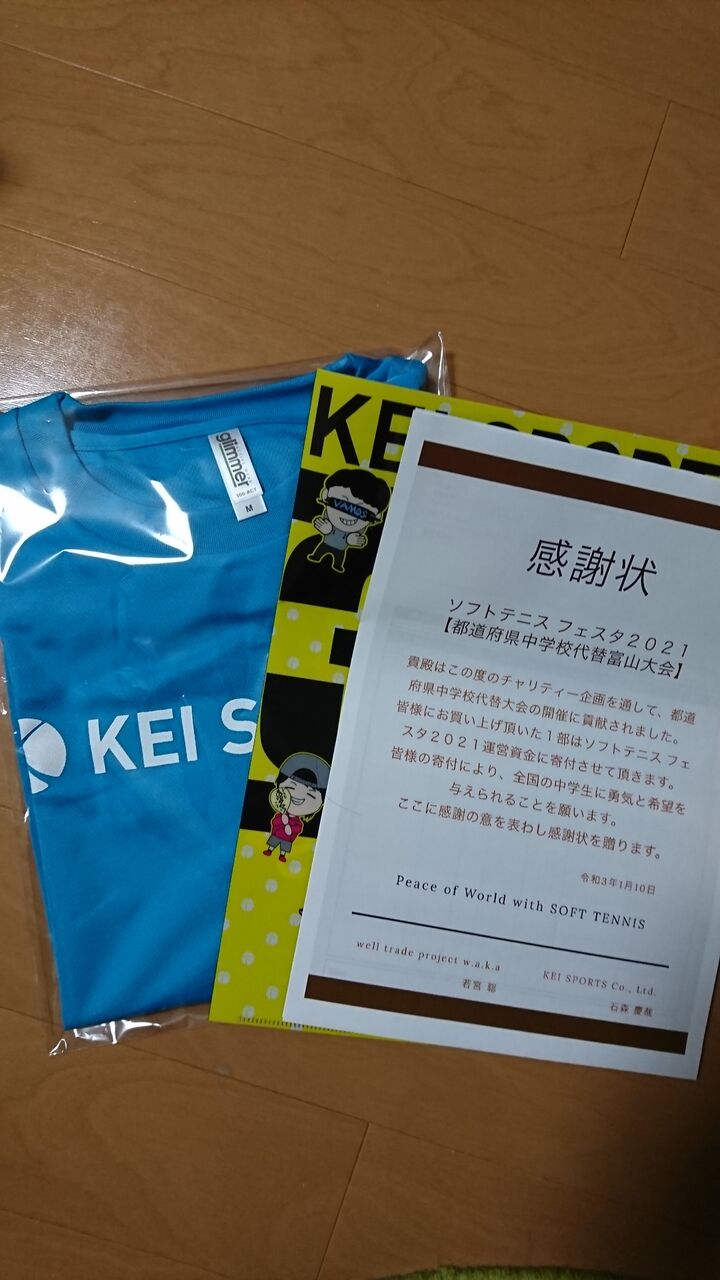 glimmer
300-ACT
M
KEI S
KEI SPORT
VAMOS
感謝状
ソフトテニス フェスタ2021
【都道府県中学校代替富山大会】
貴殿はこの度のチャリティー企画を通して、都道
府県中学校代替大会の開催に貢献されました。
皆様にお買い上げ頂いた１部はソフトテニス フェ
スタ2021運営資金に寄付させて頂きます。
皆様の寄付により、全国の中学生に勇気と希望を
与えられることを願います。
ここに感謝の意を表わし感謝状を贈ります。
令和3年1月10日
Peace of World with SOFT TENNIS
well trade project w.a.k.a
若宮 聡
KEI SPORTS Co., Ltd.
石森 慶哉